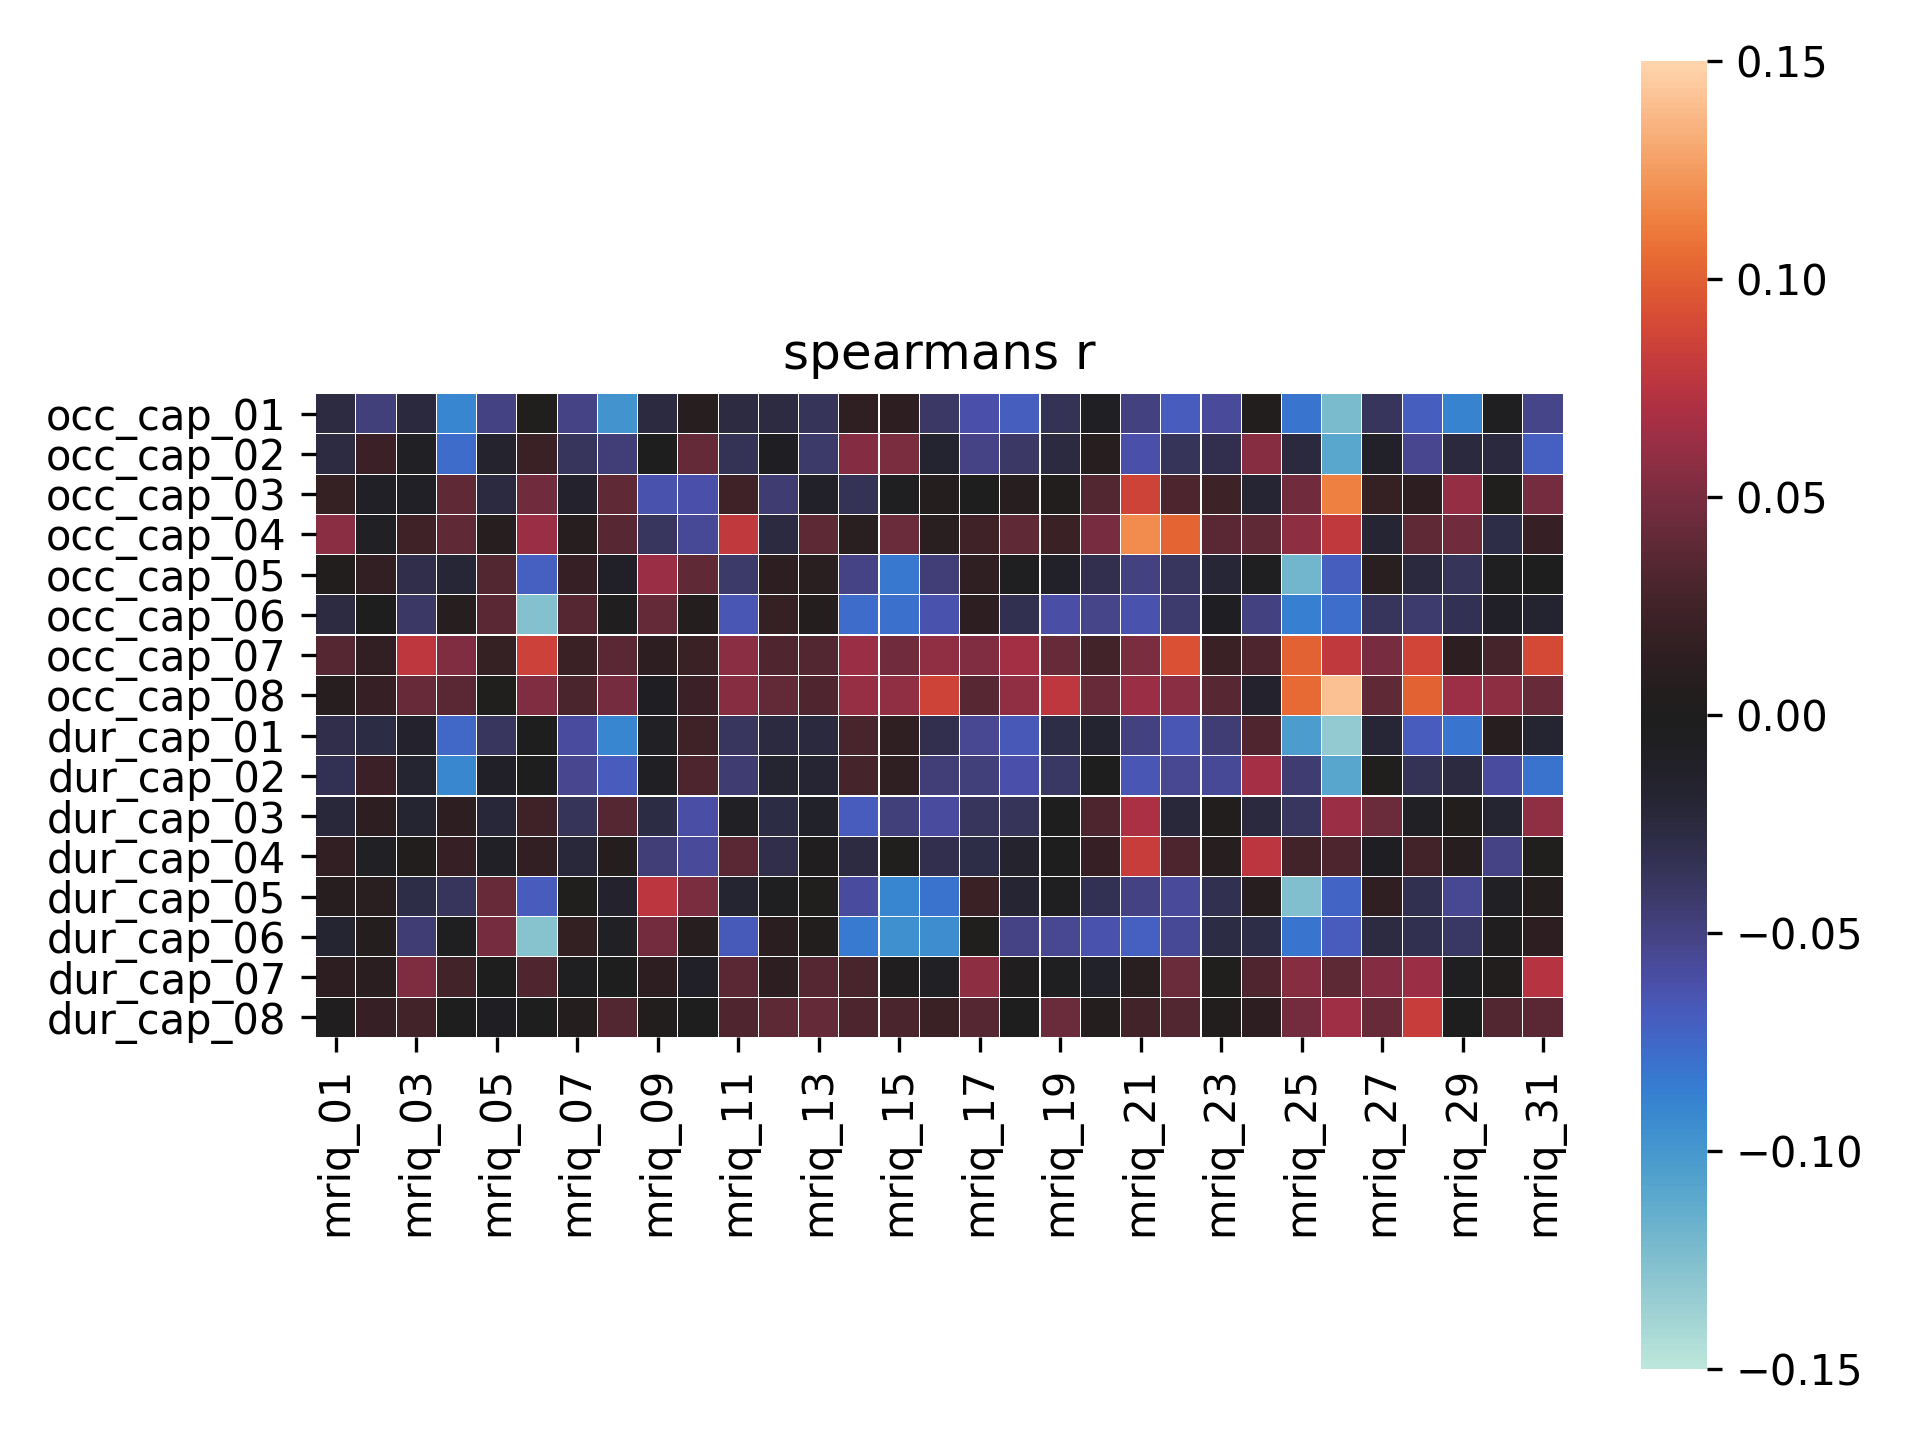 spearmans r
occ_cap_01
occ_cap_02
occ_cap_03
occ_cap_04
occ_cap_05
occ_cap_06
occ_cap_07
occ_cap_08
dur_cap_01
dur_cap_02
dur_cap_03
dur_cap_04
dur_cap_05
dur_cap_06
dur_cap_07
dur_cap_08
mriq_01
mriq_03
mriq_05
mriq_07
mriq_09
mriq_11
mriq_13
mriq_15
mriq_17
mriq_19
mriq_21
mriq_23
mriq_25
mriq_27
mriq_29
mriq_31
0.15
0.10
0.05
0.00
−0.05
−0.10
−0.15